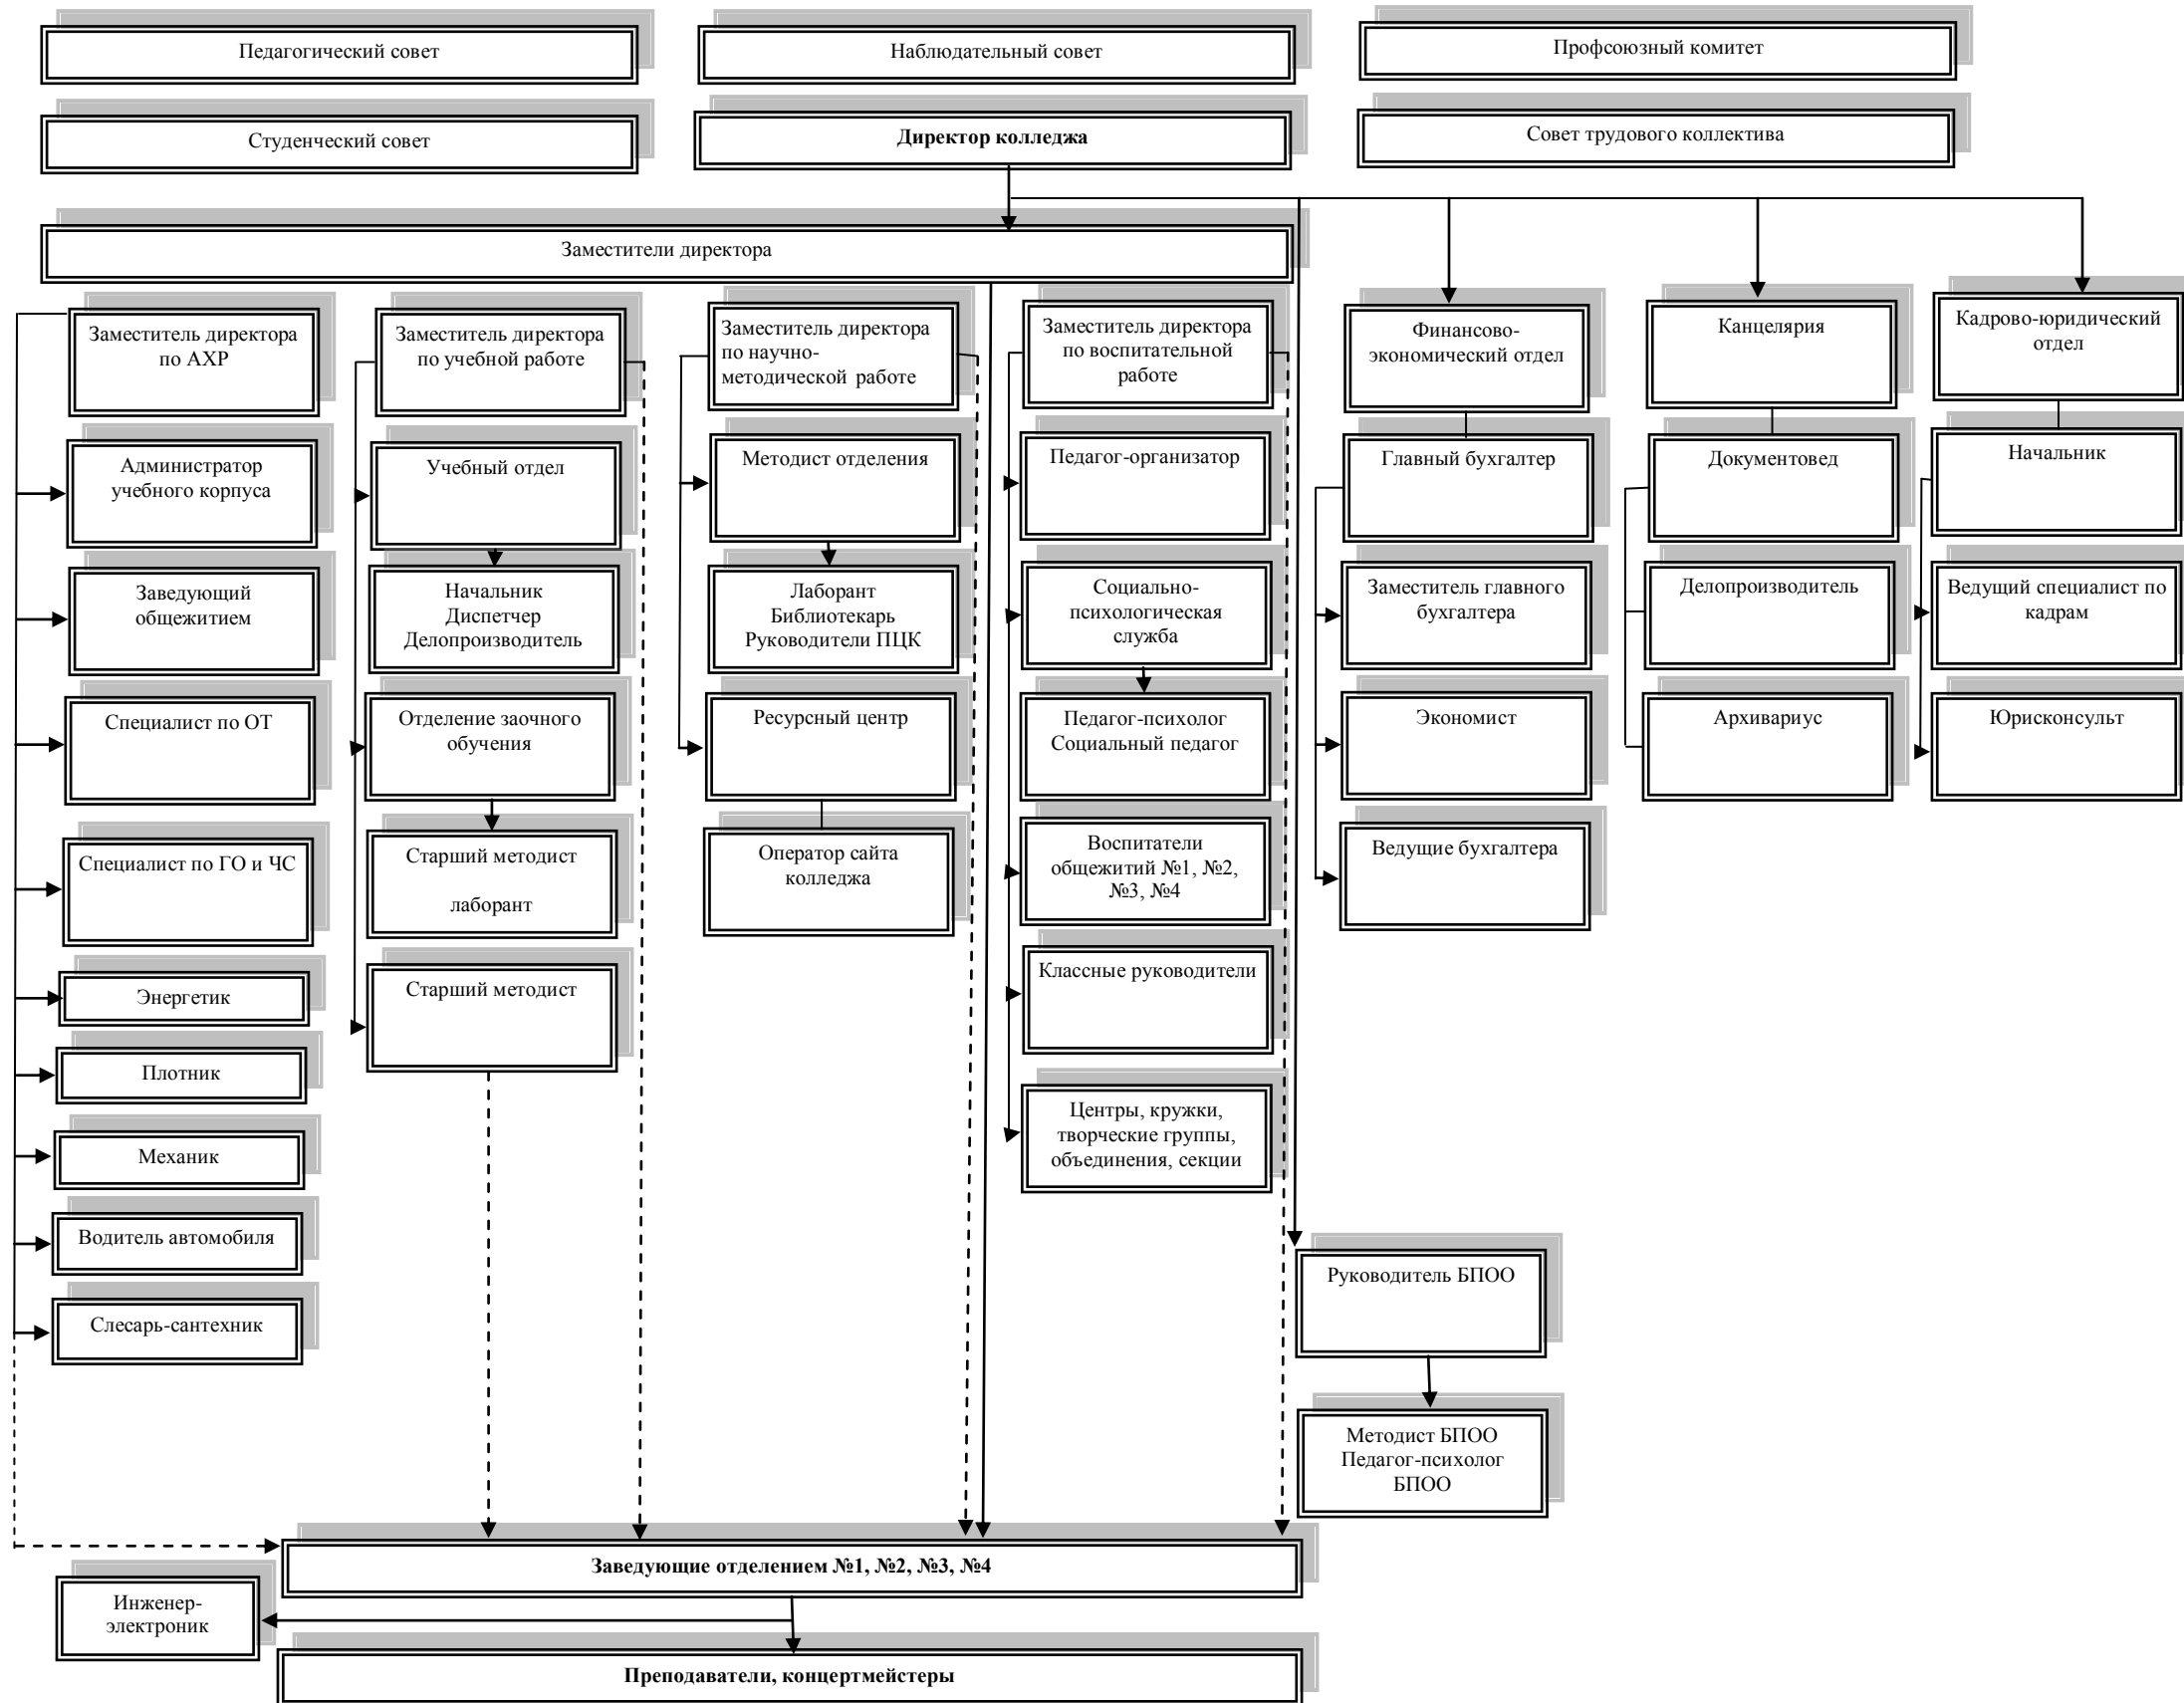 Педагогический совет
Наблюдательный совет
Профсоюзный комитет
Студенческий совет
Директор колледжа
Совет трудового коллектива
Заместители директора
Заместитель директора
по АХР
Администратор
учебного корпуса
Заведующий
общежитием
Специалист по ОТ
Специалист по ГО и ЧС
Энергетик
Плотник
Механик
Водитель автомобиля
Слесарь-сантехник
Заместитель директора
по учебной работе
Учебный отдел
Начальник
Диспетчер
Делопроизводитель
Отделение заочного
обучения
Старший методист
лаборант
Старший методист
Заместитель директора
по научно-
методической работе
Методист отделения
Лаборант
Библиотекарь
Руководители ПЦК
Ресурсный центр
Оператор сайта
колледжа
Заместитель директора
по воспитательной
работе
Педагог-организатор
Социально-
психологическая
служба
Педагог-психолог
Социальный педагог
Воспитатели
общежитий №1, №2,
№3, №4
Классные руководители
Центры, кружки,
творческие группы,
объединения, секции
Финансово-
экономический отдел
Главный бухгалтер
Заместитель главного
бухгалтера
Экономист
Ведущие бухгалтера
Канцелярия
Документовед
Делопроизводитель
Архивариус
Кадрово-юридический
отдел
Начальник
Ведущий специалист по
кадрам
Юрисконсульт
Руководитель БПОО
Методист БПОО
Педагог-психолог
БПОО
Заведующие отделением №1, №2, №3, №4
Инженер-
электроник
Преподаватели, концертмейстеры